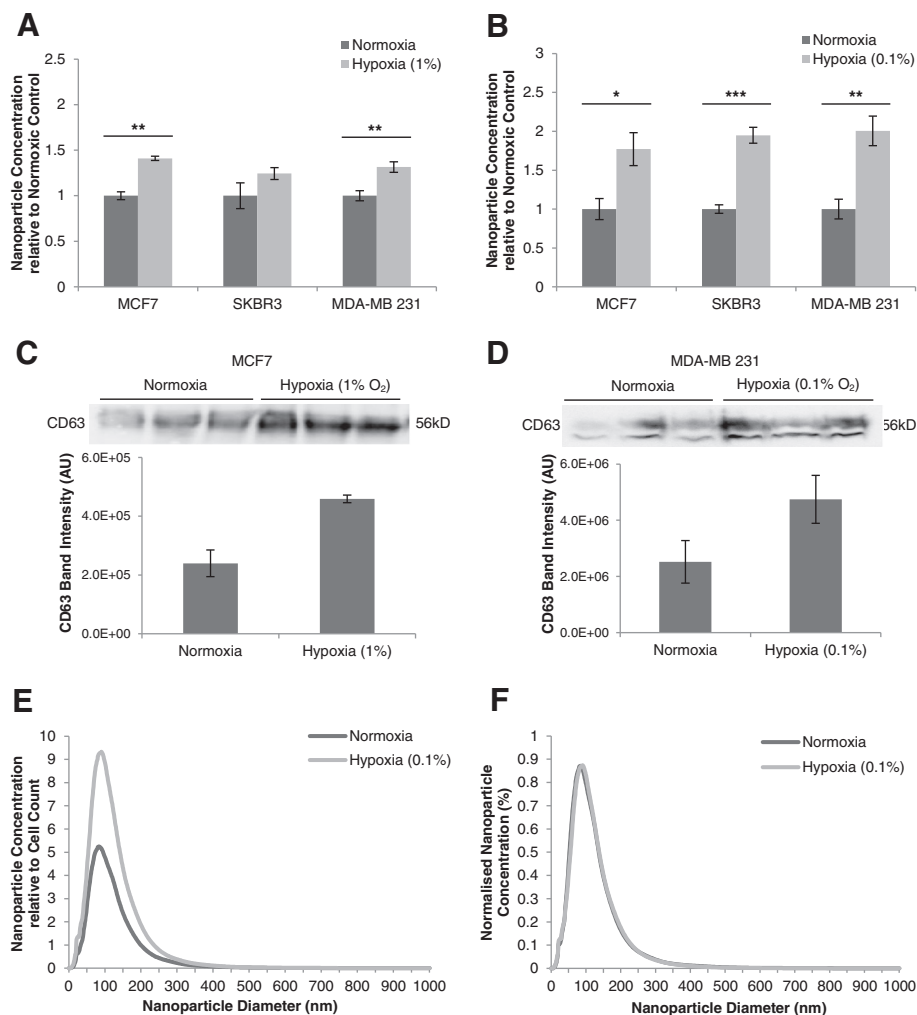 A
Nanoparticle Concentration
relative to Normoxic Control
Normoxia
Hypoxia (1%)
2.5
2
1.5
1
0.5
0
**
**
MCF7
SKBR3
MDA-MB 231
B
Nanoparticle Concentration
relative to Normoxic Control
Normoxia
Hypoxia (0.1%)
3
2.5
2
1.5
1
0.5
0
*
***
**
MCF7
SKBR3
MDA-MB 231
C
MCF7
Normoxia
Hypoxia (1% O₂)
CD63
56kD
CD63 Band Intensity (AU)
6.0E+05
4.0E+05
2.0E+05
0.0E+00
Normoxia
Hypoxia (1%)
D
MDA-MB 231
Normoxia
Hypoxia (0.1% O₂)
CD63
56kD
CD63 Band Intensity (AU)
6.0E+06
4.0E+06
2.0E+06
0.0E+00
Normoxia
Hypoxia (0.1%)
E
Nanoparticle Concentration
relative to Cell Count
Normoxia
Hypoxia (0.1%)
10
9
8
7
6
5
4
3
2
1
0
0 100 200 300 400 500 600 700 800 900 1000
Nanoparticle Diameter (nm)
F
Normalised Nanoparticle
Concentration (%)
Normoxia
Hypoxia (0.1%)
1
0.9
0.8
0.7
0.6
0.5
0.4
0.3
0.2
0.1
0
0 100 200 300 400 500 600 700 800 900 1000
Nanoparticle Diameter (nm)